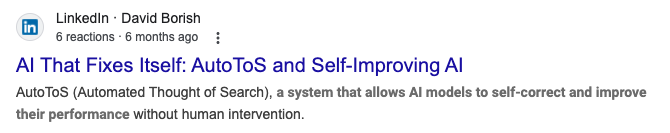 in
LinkedIn · David Borish
6 reactions · 6 months ago
AI That Fixes Itself: AutoToS and Self-Improving AI
AutoToS (Automated Thought of Search), a system that allows AI models to self-correct and improve
their performance without human intervention.